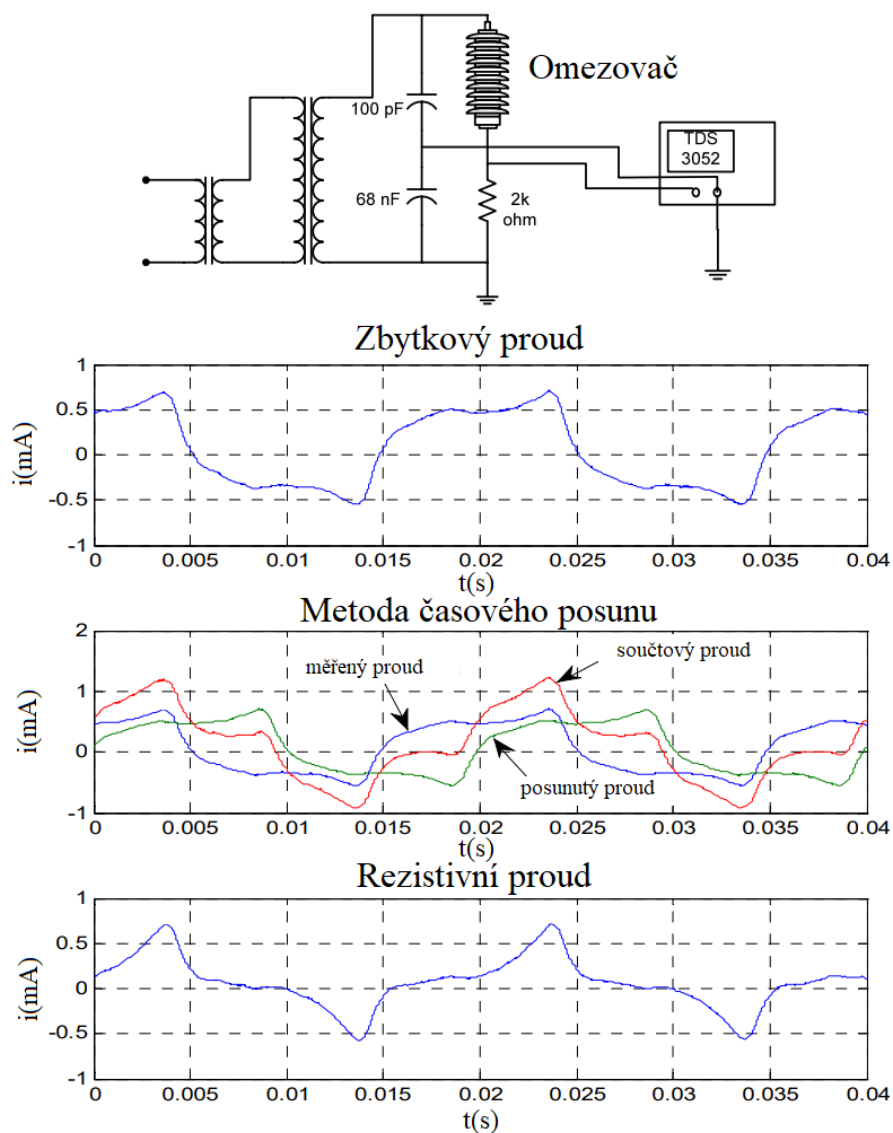 Omezovač
100 pF
TDS
3052
68 nF
2k
ohm
Zbytkový proud
1
0.5
0
-0.5
-1
i(mA)
0 0.005 0.01 0.015 0.02 0.025 0.03 0.035 0.04
t(s)
Metoda časového posunu
2
1
0
-1
i(mA)
měřený proud
součtový proud
posunutý proud
0 0.005 0.01 0.015 0.02 0.025 0.03 0.035 0.04
t(s)
Rezistivní proud
1
0.5
0
-0.5
-1
i(mA)
0 0.005 0.01 0.015 0.02 0.025 0.03 0.035 0.04
t(s)